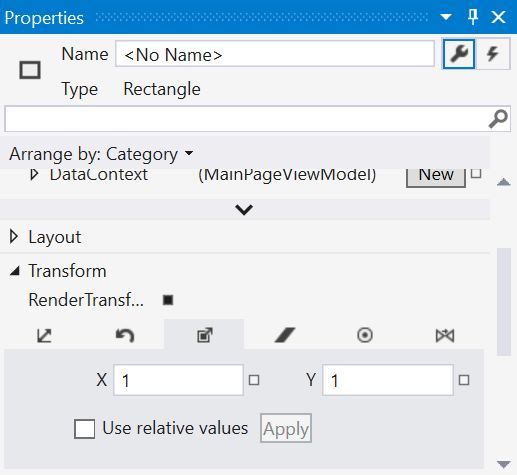 Properties
Name <No Name>
Type Rectangle
Arrange by: Category
DataContext (MainPageViewModel) New
Layout
Transform
RenderTransf...
X 1 Y 1
Use relative values Apply